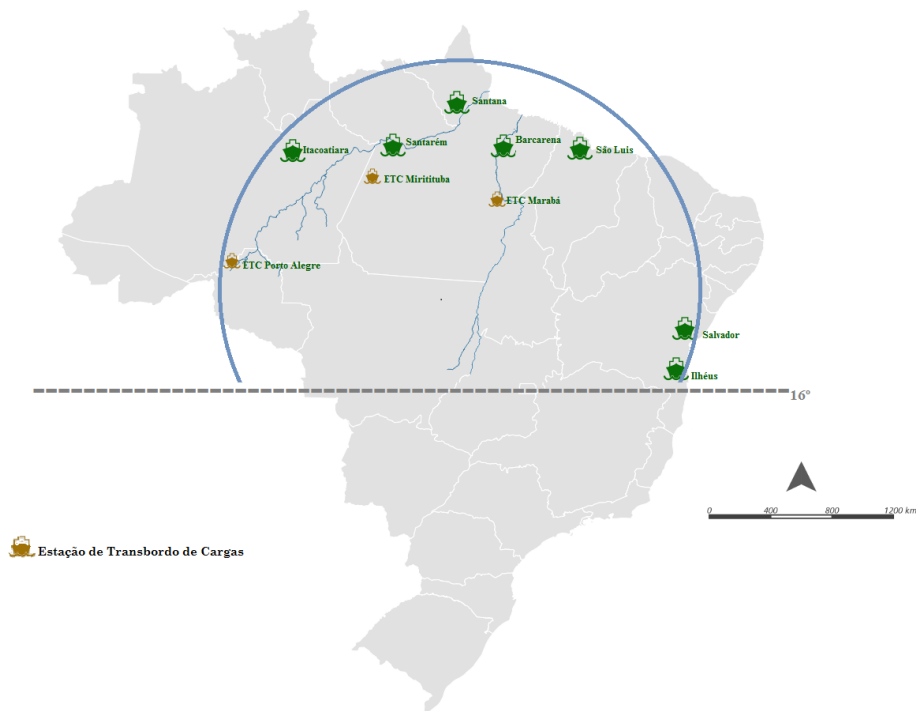 Santana
Santarém
Barcarena
Itacoatiara
São Luis
ETC Miritituba
ETC Marabá
ETC Porto Alegre
Salvador
Ilhéus
16°
0 400 800 1200 km
Estação de Transbordo de Cargas